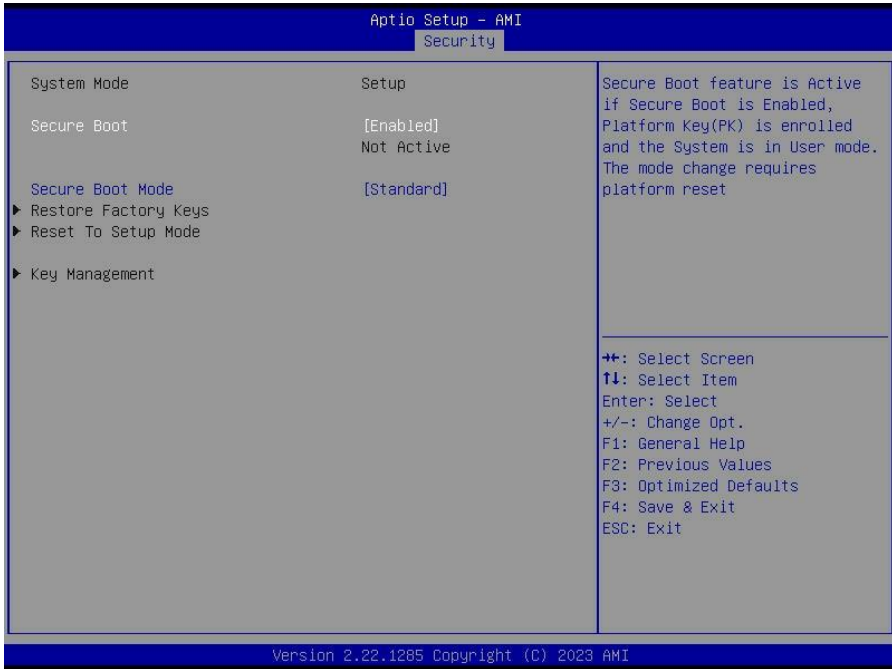 Aptio Setup – AMI
Security
System Mode Setup
Secure Boot [Enabled]
Not Active
Secure Boot Mode [Standard]
▶ Restore Factory Keys
▶ Reset To Setup Mode
▶ Key Management
Secure Boot feature is Active
if Secure Boot is Enabled,
Platform Key(PK) is enrolled
and the System is in User mode.
The mode change requires
platform reset
→←: Select Screen
↑↓: Select Item
Enter: Select
+/-: Change Opt.
F1: General Help
F2: Previous Values
F3: Optimized Defaults
F4: Save & Exit
ESC: Exit
Version 2.22.1285 Copyright (C) 2023 AMI